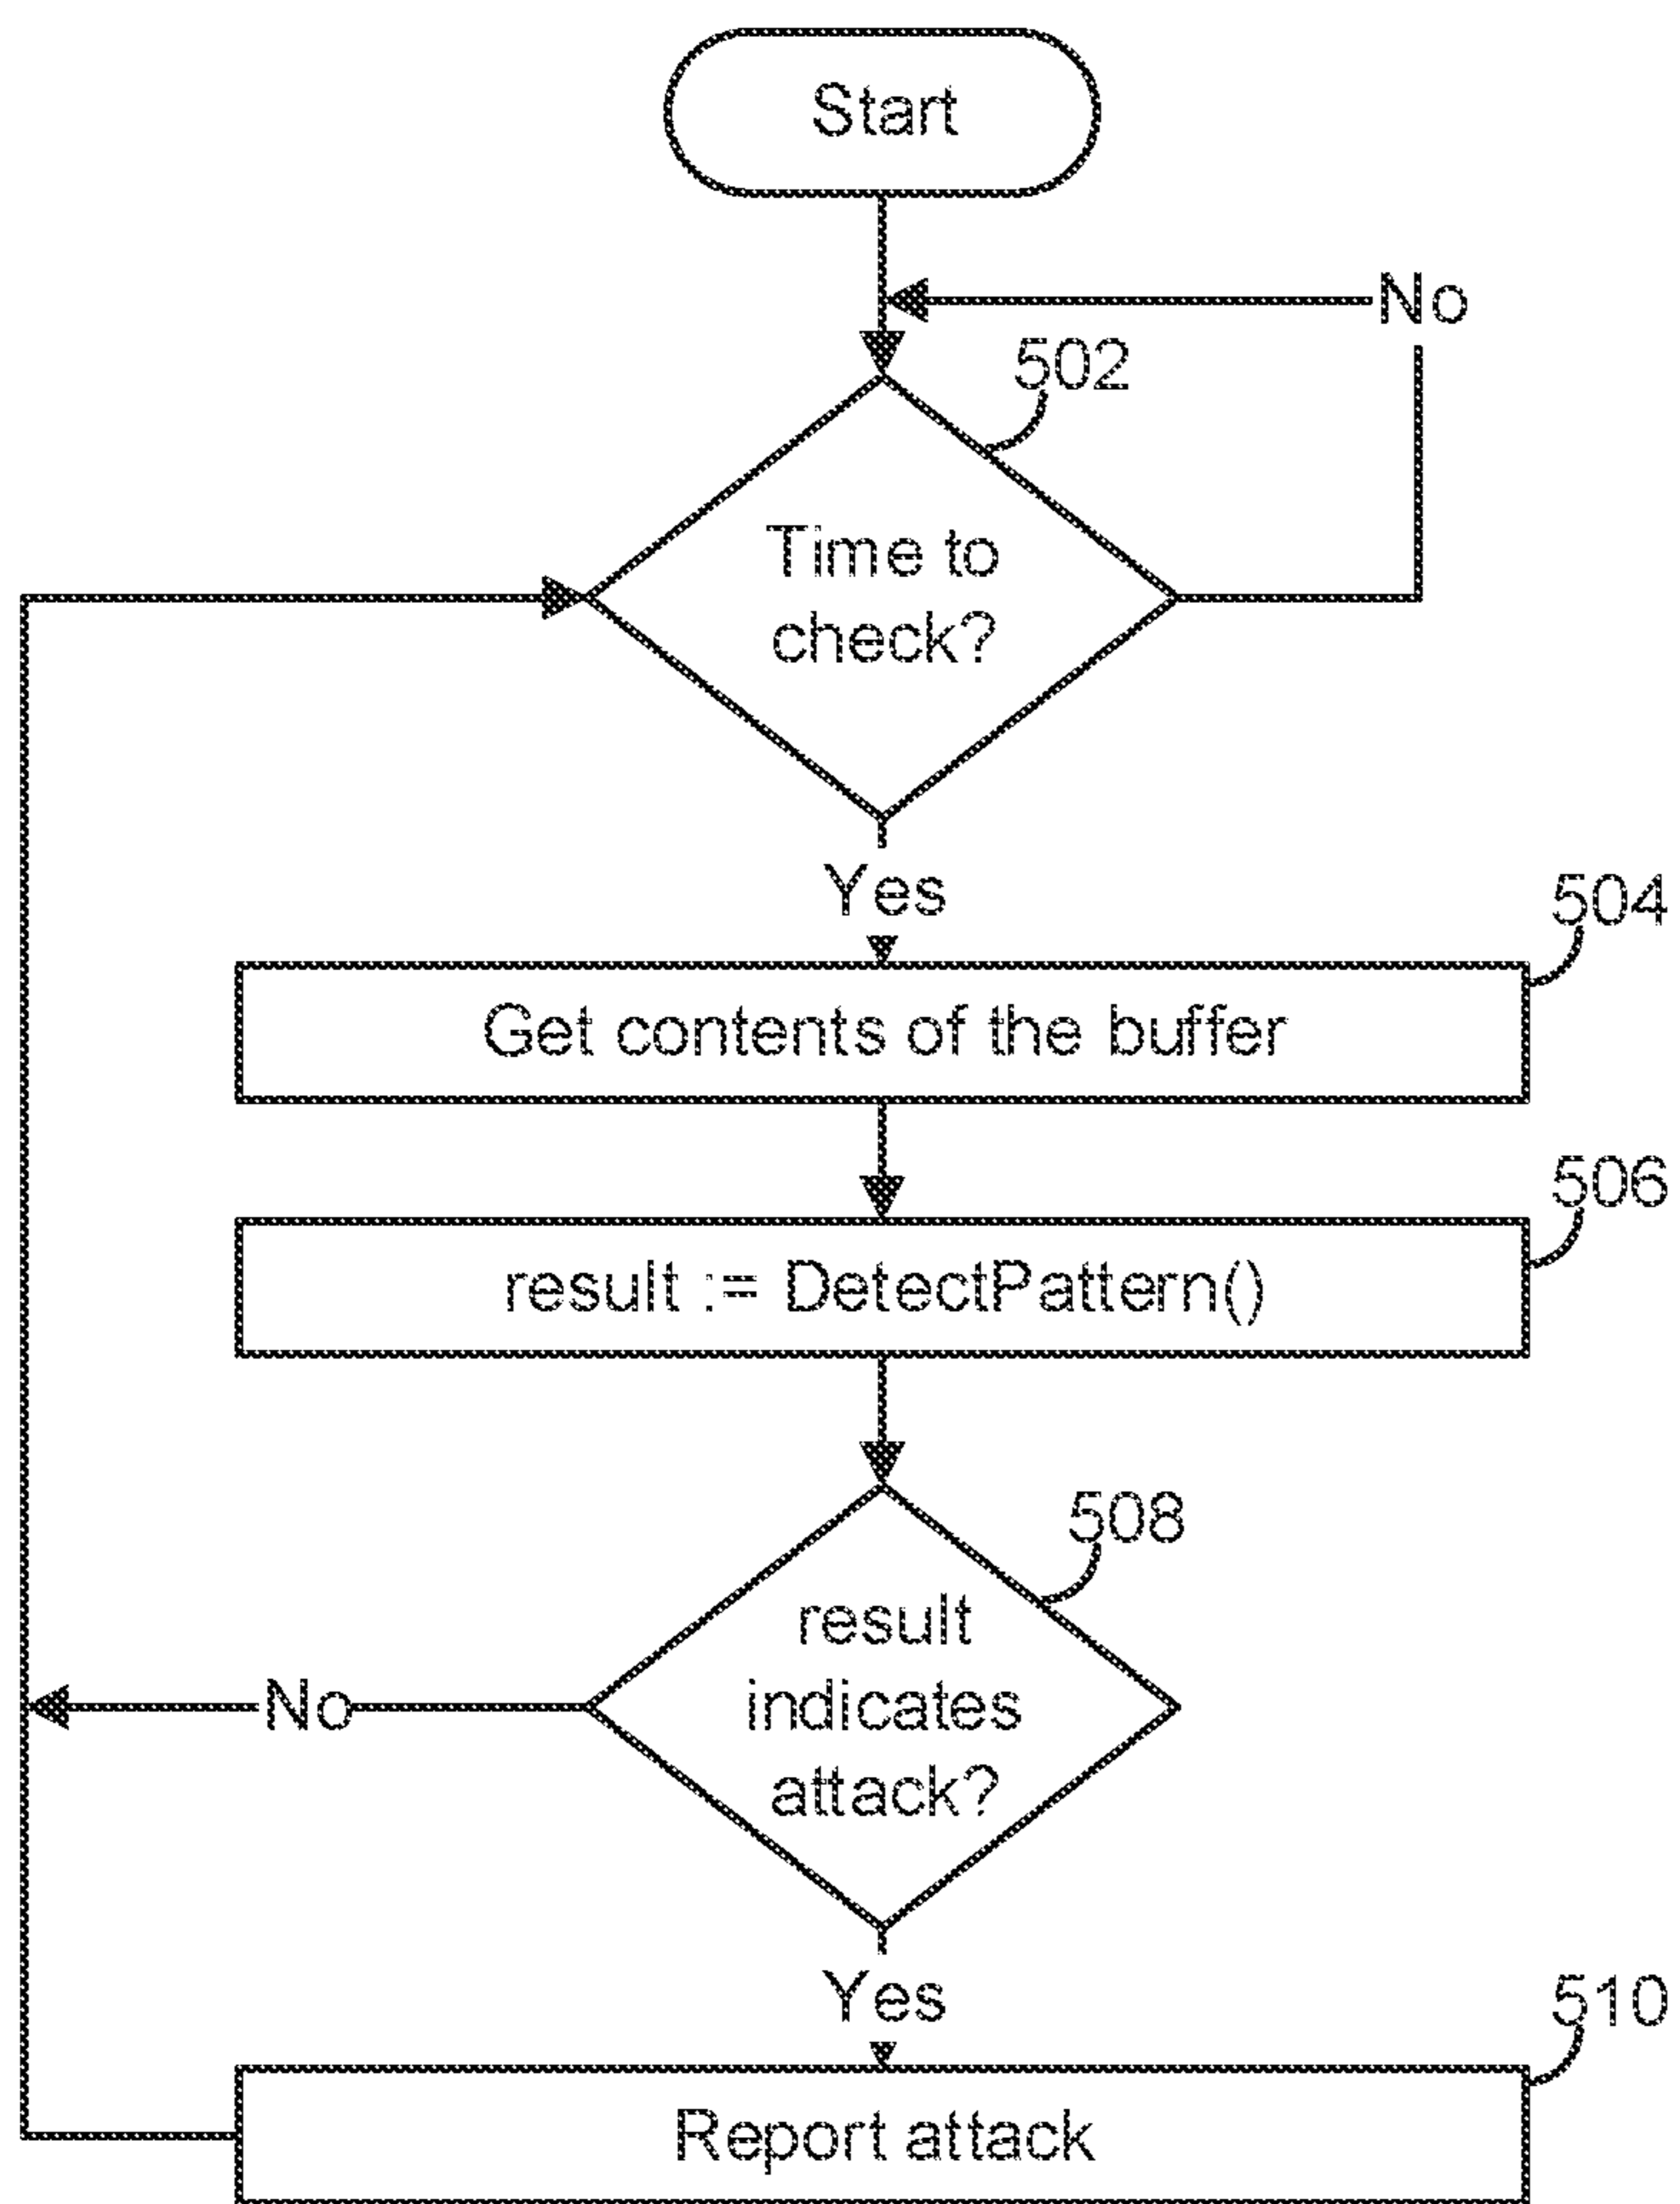 Start
No
502
Time to
check?
Yes
504
Get contents of the buffer
506
result := DetectPattern()
508
result
indicates
attack?
No
Yes
510
Report attack